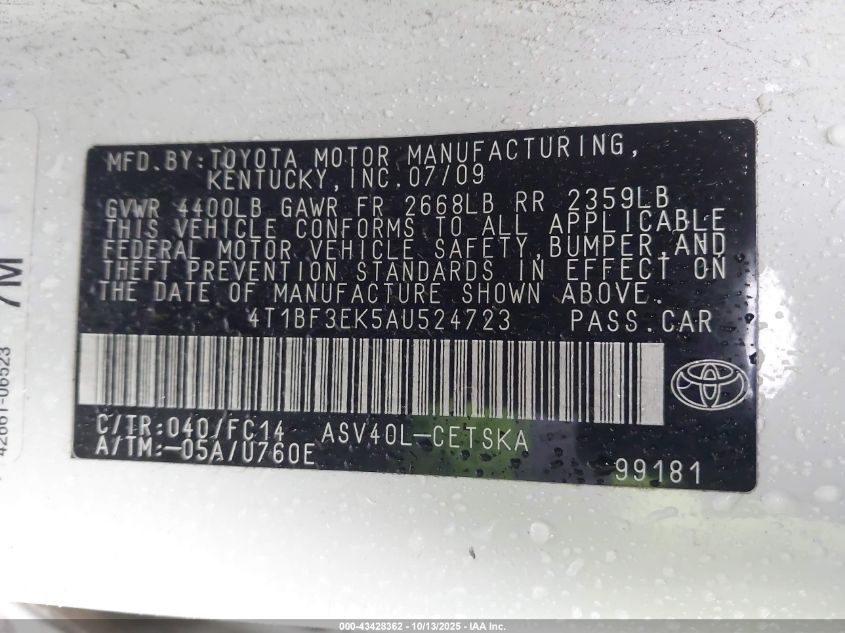 MFD.BY:TOYOTA MOTOR MANUFACTURING,
KENTUCKY,INC.07/09
GVWR 4400LB GAWR FR 2668LB RR 2359LB
THIS VEHICLE CONFORMS TO ALL APPLICABLE
FEDERAL MOTOR VEHICLE SAFETY,BUMPER,AND
THEFT PREVENTION STANDARDS IN EFFECT ON
THE DATE OF MANUFACTURE SHOWN ABOVE.
4T1BF3EK5AU524723 PASS.CAR
C/TR:040/FC14 ASV40L-CETSKA
A/TM:-05A/U760E
99181
7M
42661-06523
000-43428362 | 10/13/2025 - IAA Inc.